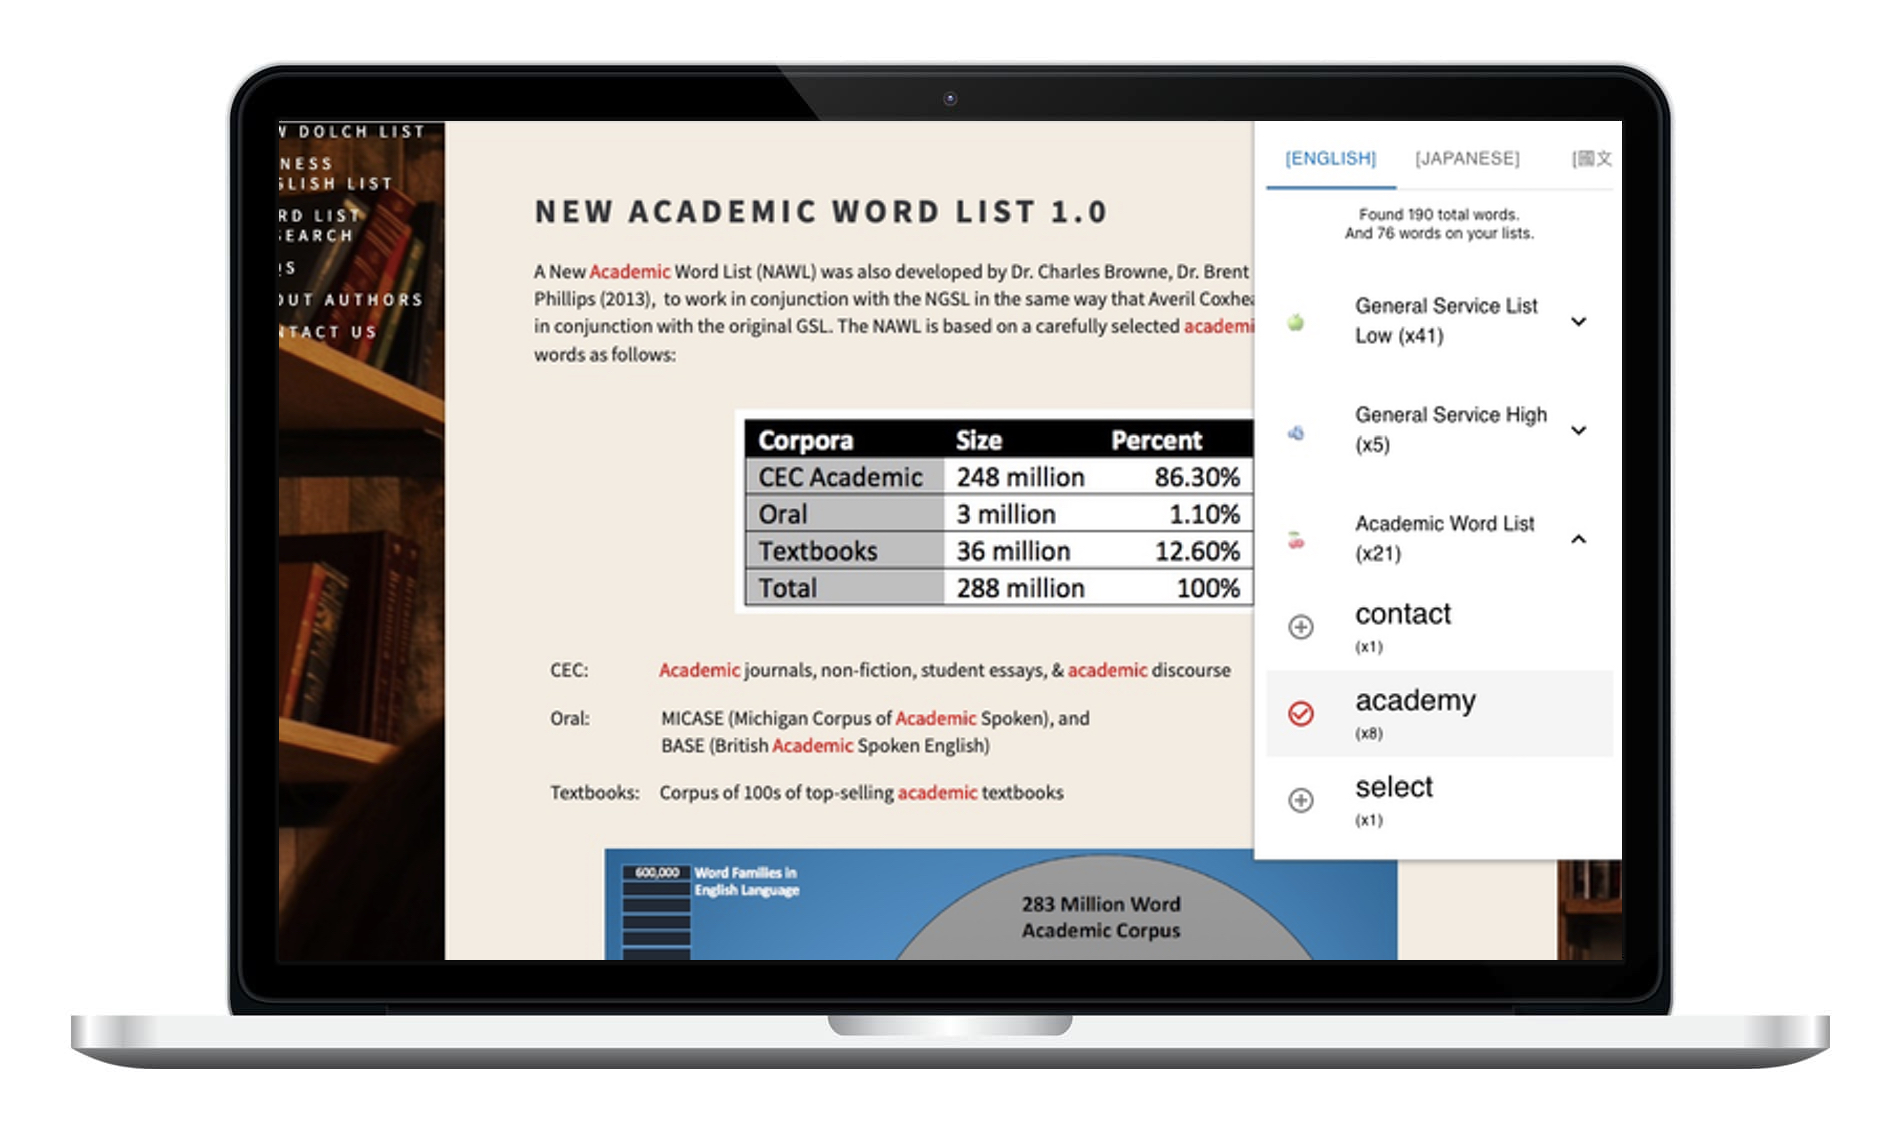 W DOLCH LIST
NESS
GLISH LIST
RD LIST
EARCH
QS
OUT AUTHORS
NTACT US
NEW ACADEMIC WORD LIST 1.0
A New Academic Word List (NAWL) was also developed by Dr. Charles Browne, Dr. Brent
Phillips (2013), to work in conjunction with the NGSL in the same way that Averil Coxhea
in conjunction with the original GSL. The NAWL is based on a carefully selected academi
words as follows:
Corpora Size Percent
CEC Academic 248 million 86.30%
Oral 3 million 1.10%
Textbooks 36 million 12.60%
Total 288 million 100%
CEC: Academic journals, non-fiction, student essays, & academic discourse
Oral: MICASE (Michigan Corpus of Academic Spoken), and
BASE (British Academic Spoken English)
Textbooks: Corpus of 100s of top-selling academic textbooks
600,000 Word Families in
English Language
283 Million Word
Academic Corpus
[ENGLISH] [JAPANESE] [國文
Found 190 total words.
And 76 words on your lists.
General Service List
Low (x41)
General Service High
(x5)
Academic Word List
(x21)
contact
(x1)
academy
(x8)
select
(x1)